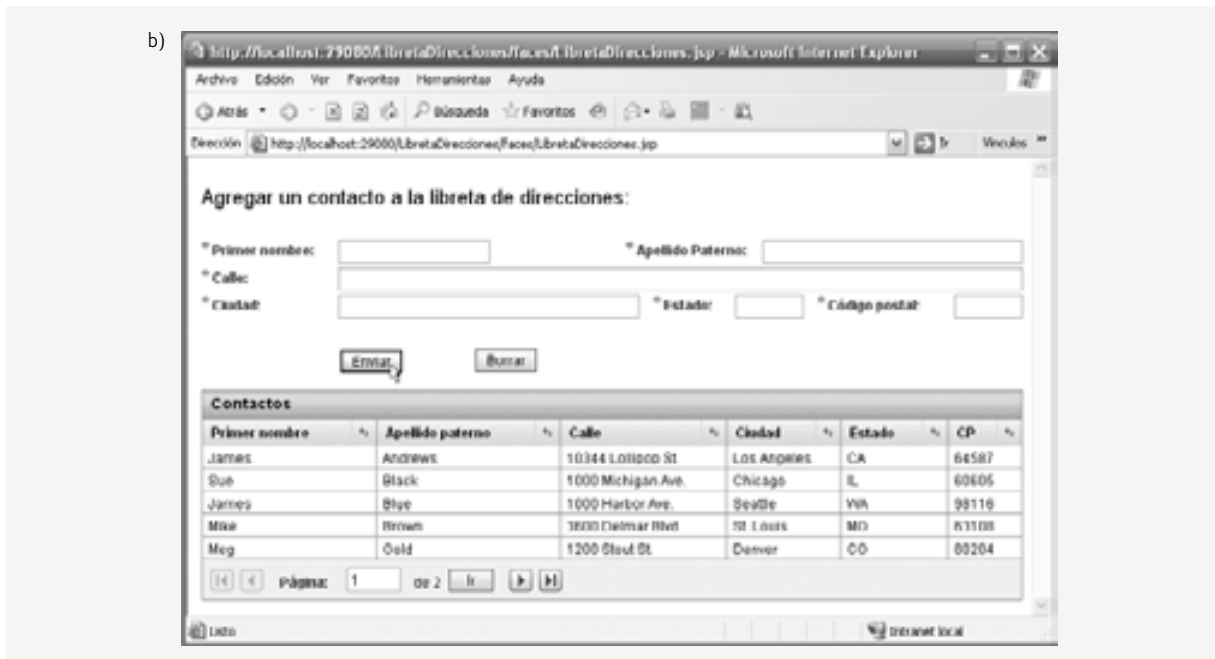 b)
http://localhost:29080/LibretaDirecciones/faces/LibretaDirecciones.jsp - Microsoft Internet Explorer
Archivo Edición Ver Favoritos Herramientas Ayuda
Atrás Búsqueda Favoritos
Dirección http://localhost:29080/LibretaDirecciones/faces/LibretaDirecciones.jsp Ir Vínculos »
Agregar un contacto a la libreta de direcciones:
* Primer nombre: * Apellido Paterno:
* Calle:
* Ciudad: * Estado: * Código postal:
Enviar Borrar
Contactos
Primer nombre Apellido paterno Calle Ciudad Estado CP
James Andrews 10344 Lollipop St. Los Angeles CA 64587
Sue Black 1000 Michigan Ave. Chicago IL 60605
James Blue 1000 Harbor Ave. Seattle WA 98116
Mike Brown 3600 Delmar Blvd. St. Louis MO 63108
Meg Gold 1200 Stout St. Denver CO 80204
Página: 1 de 2 Ir
Listo Intranet local